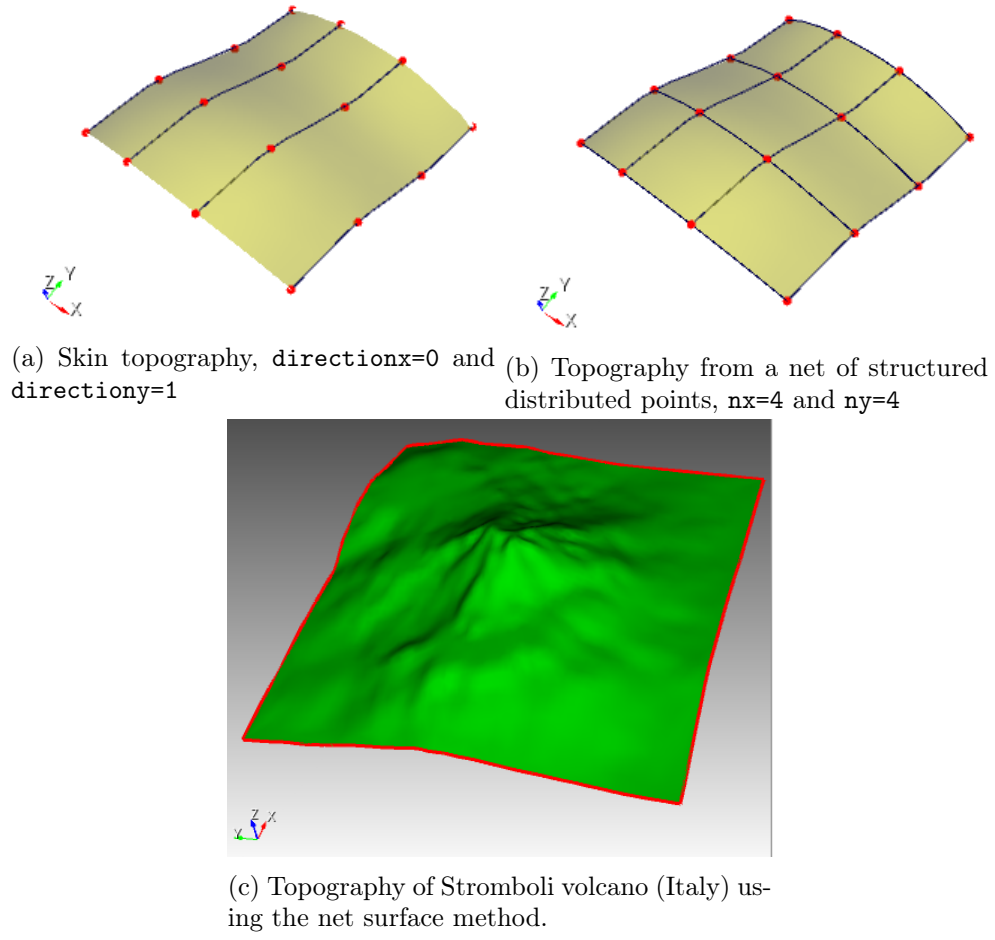 Z Y
X
Z Y
X
(a) Skin topography, directionx=0 and
directiony=1
(b) Topography from a net of structured
distributed points, nx=4 and ny=4
Z X
Y
(c) Topography of Stromboli volcano (Italy) us-
ing the net surface method.